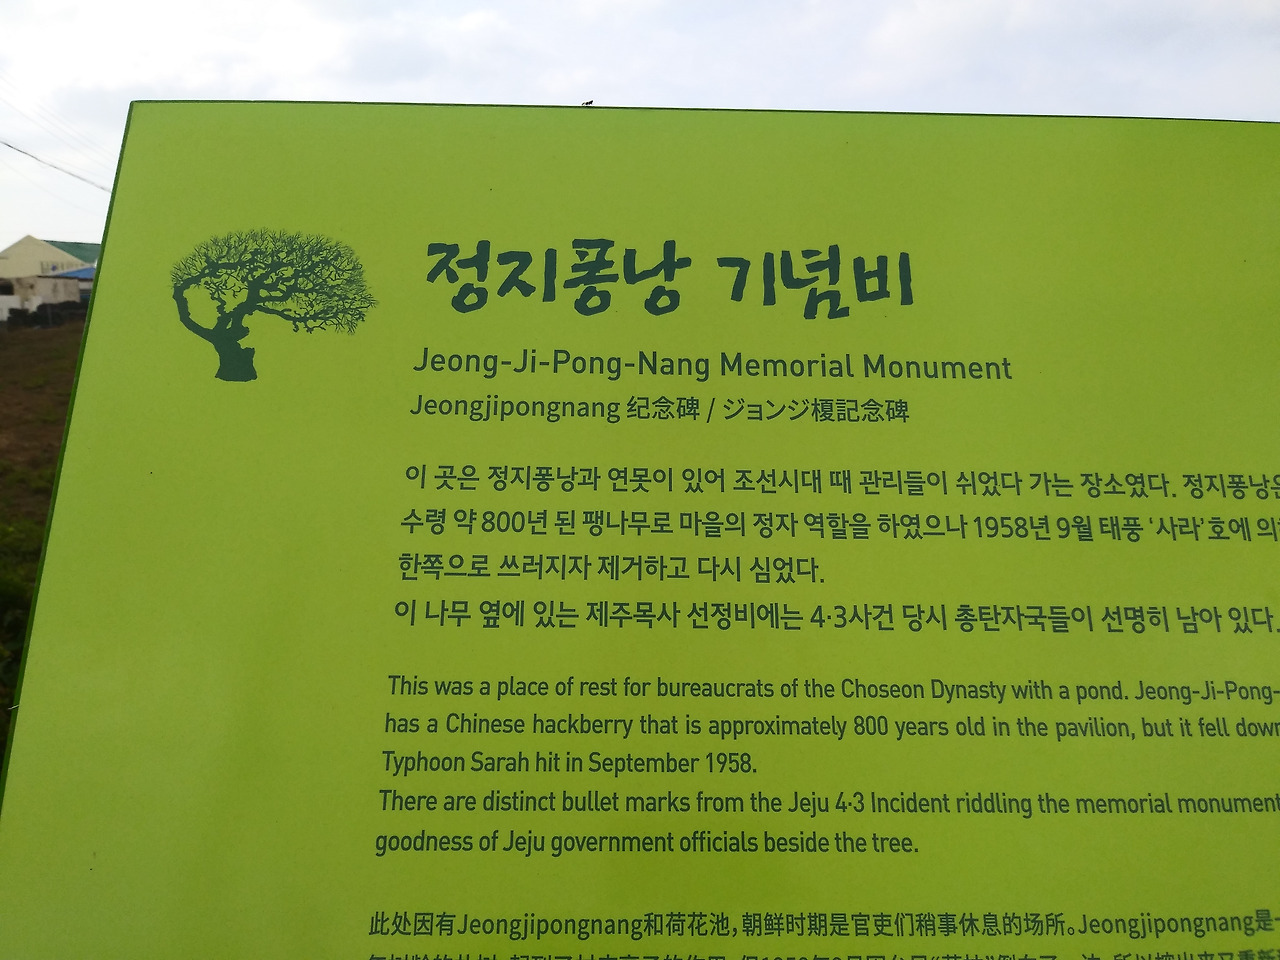 정지퐁낭 기념비
Jeong-Ji-Pong-Nang Memorial Monument
Jeongjipongnang 纪念碑 / ジョンジ榎記念碑
이 곳은 정지퐁낭과 연못이 있어 조선시대 때 관리들이 쉬었다 가는 장소였다. 정지퐁낭은
수령 약 800년 된 팽나무로 마을의 정자 역할을 하였으나 1958년 9월 태풍 ‘사라’호에 의
한쪽으로 쓰러지자 제거하고 다시 심었다.
이 나무 옆에 있는 제주목사 선정비에는 4·3사건 당시 총탄자국들이 선명히 남아 있다.
This was a place of rest for bureaucrats of the Choseon Dynasty with a pond. Jeong-Ji-Pong-
has a Chinese hackberry that is approximately 800 years old in the pavilion, but it fell down
Typhoon Sarah hit in September 1958.
There are distinct bullet marks from the Jeju 4·3 Incident riddling the memorial monument
goodness of Jeju government officials beside the tree.
此处因有Jeongjipongnang和荷花池，朝鲜时期是官吏们稍事休息的场所。Jeongjipongnang是